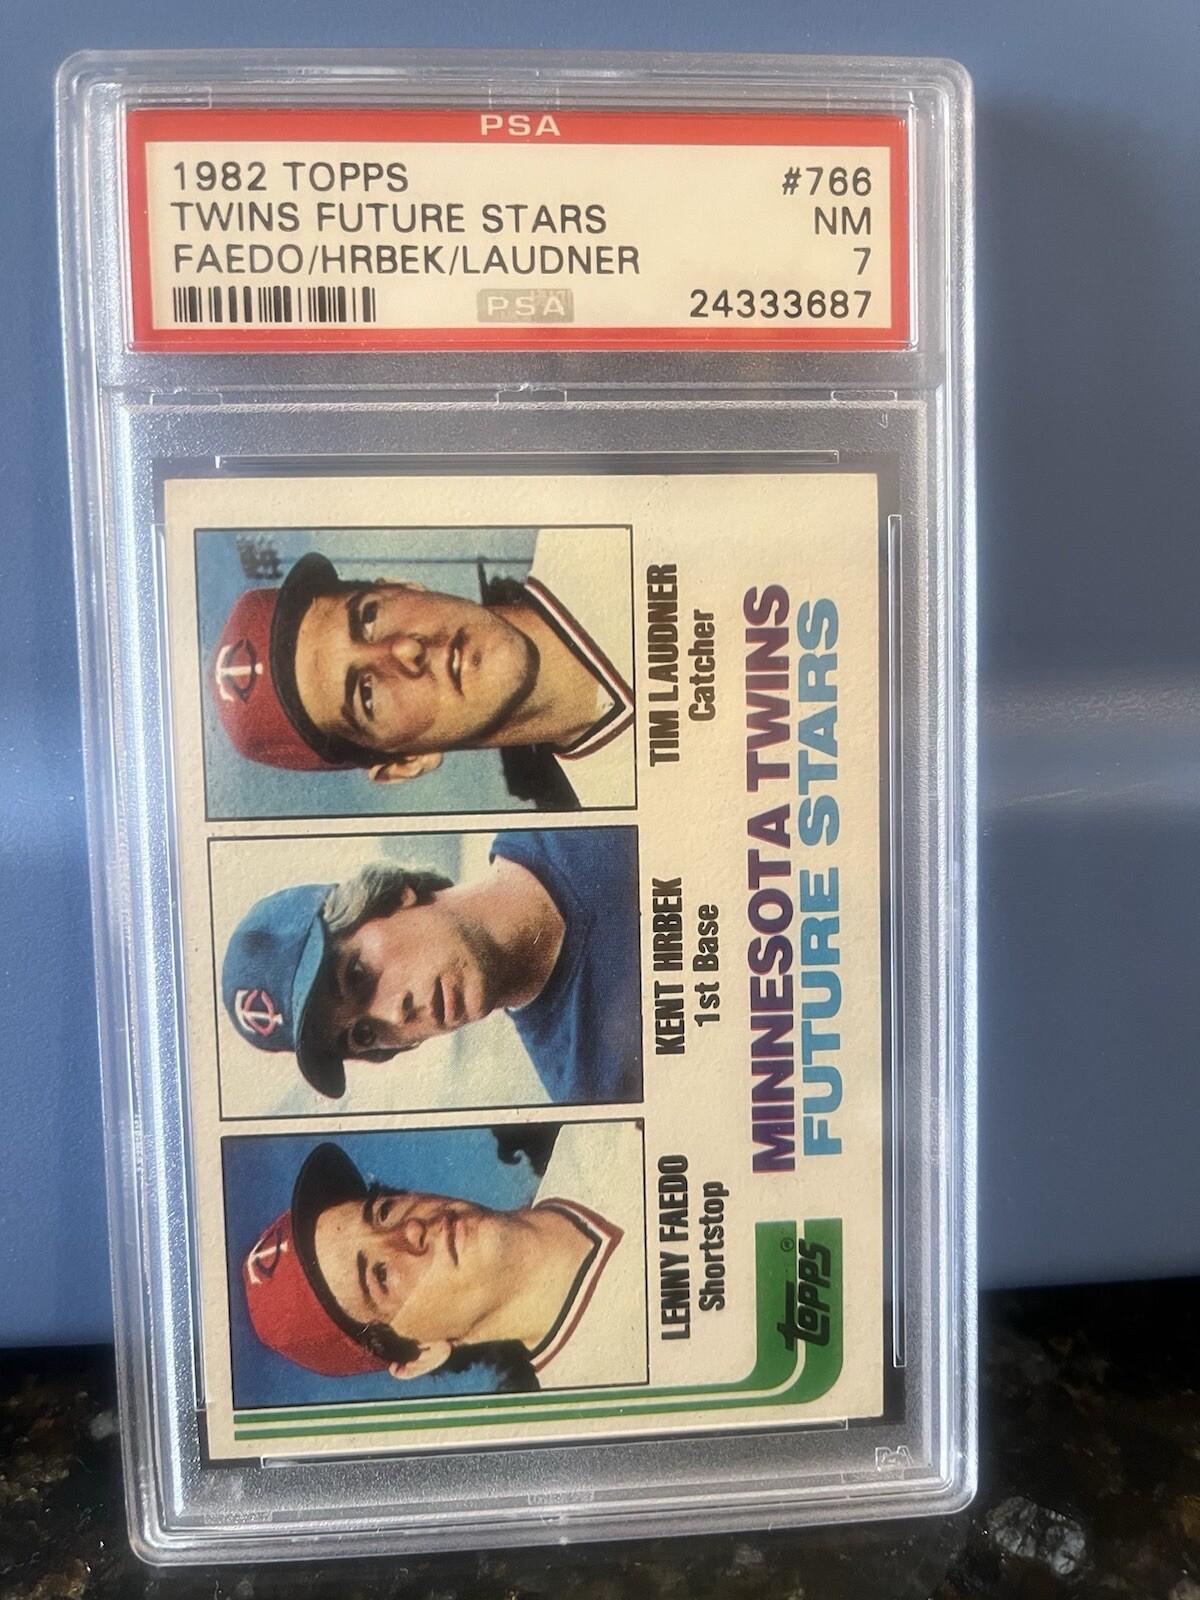 PSA
1982 TOPPS #766
TWINS FUTURE STARS NM
FAEDO/HRBEK/LAUDNER 7
PSA 24333687
LENNY FAEDO
Shortstop
KENT HRBEK
1st Base
TIM LAUDNER
Catcher
MINNESOTA TWINS
FUTURE STARS
TOPPS®